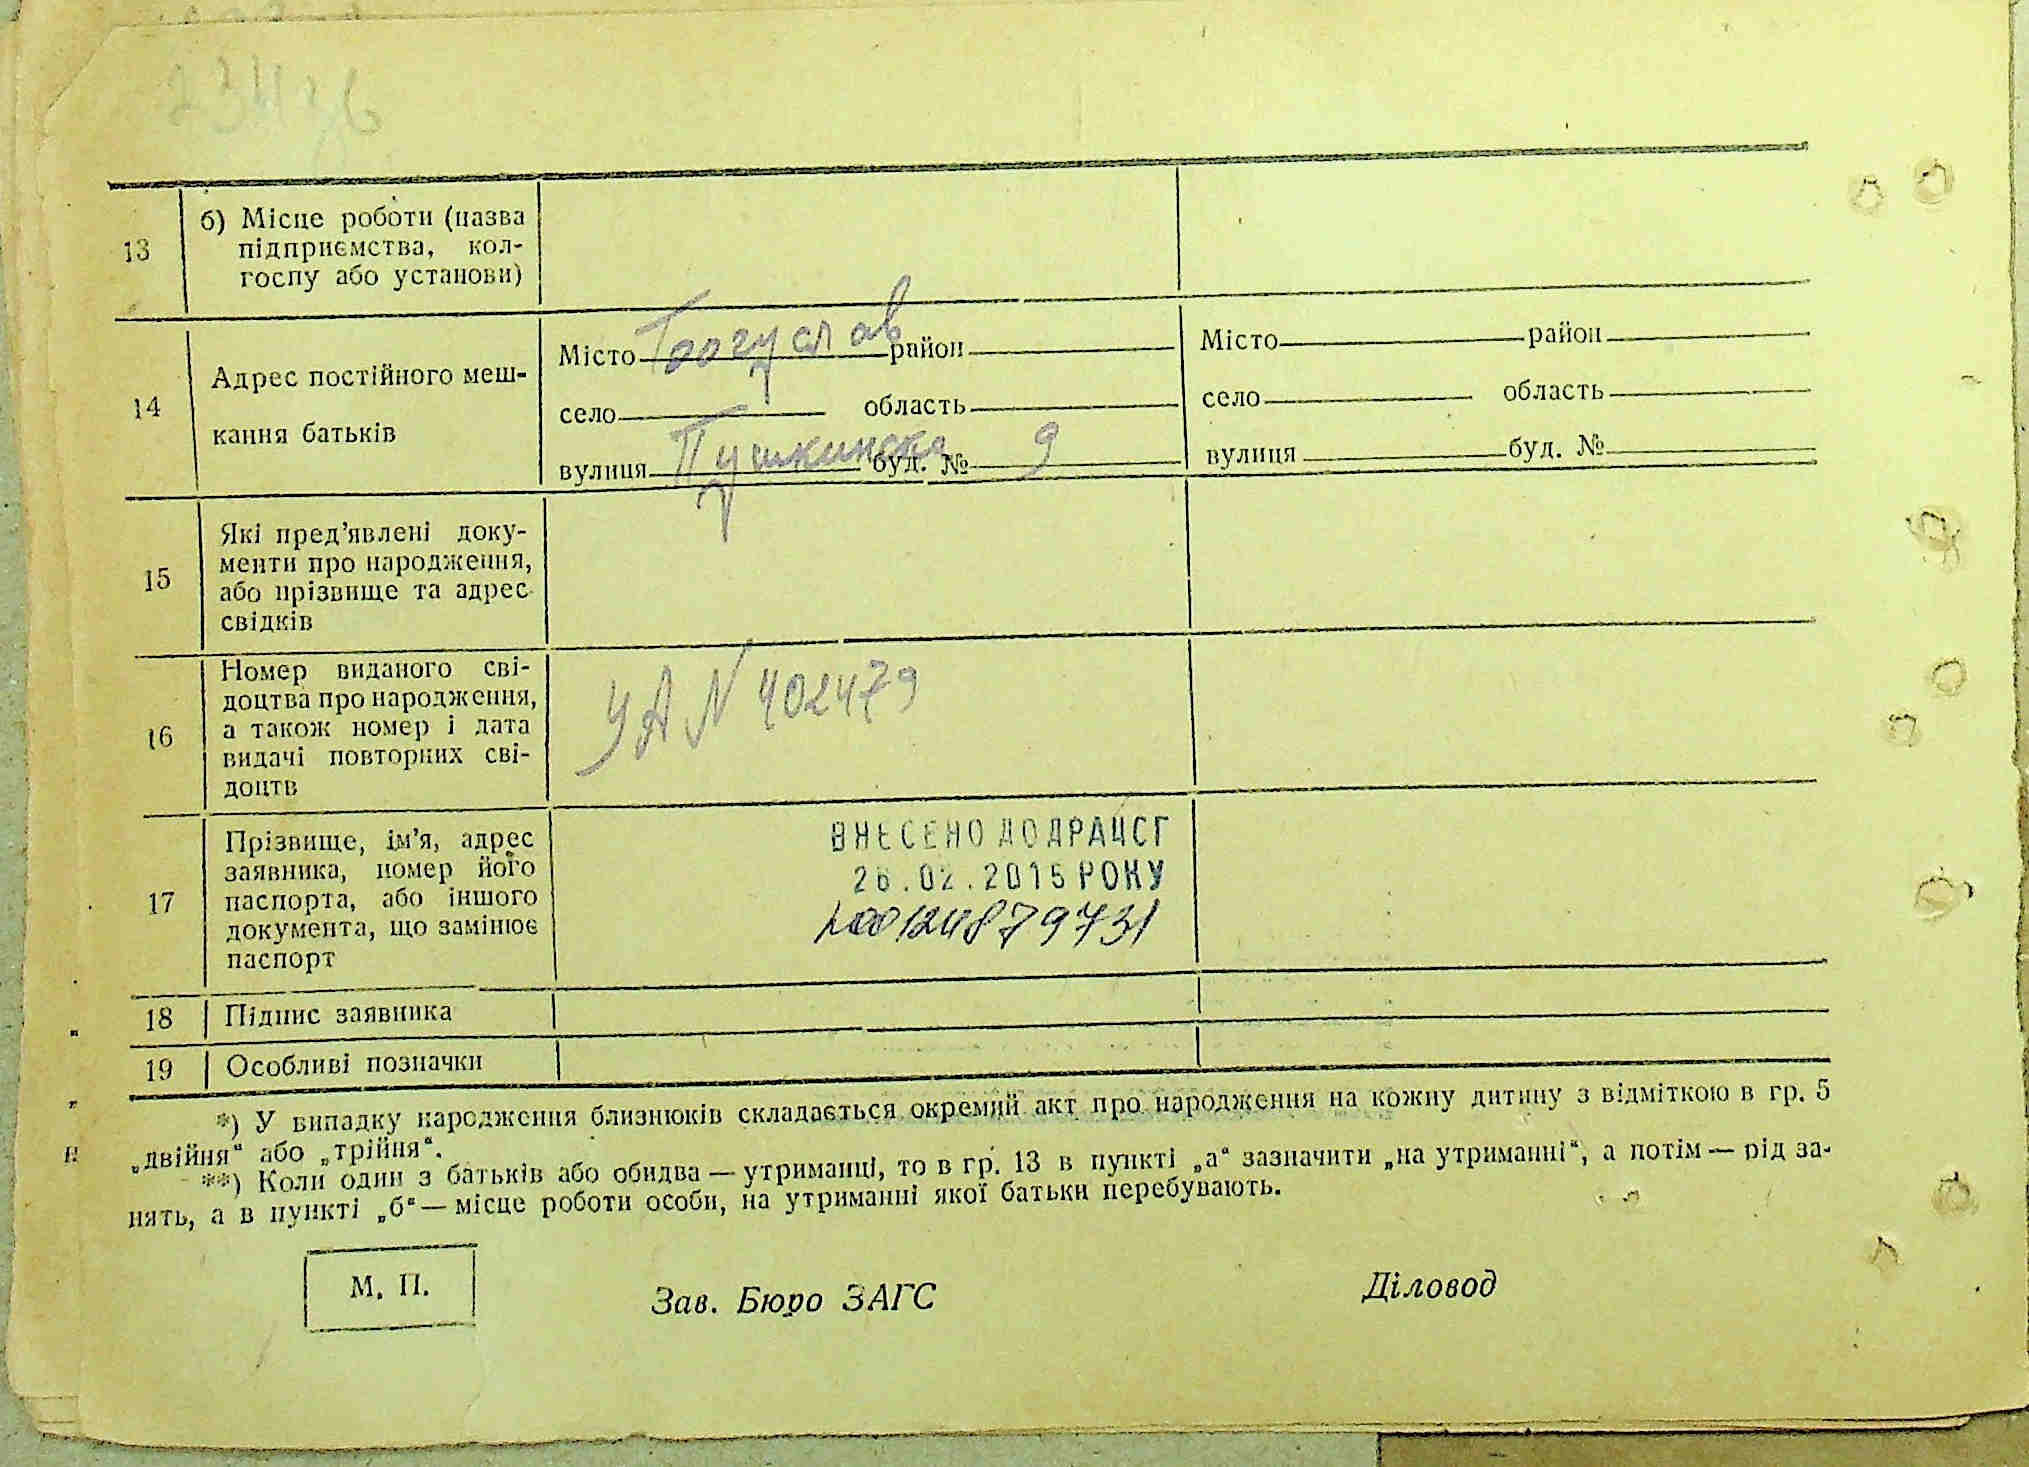 13
б) Місце роботи (назва
підприємства, кол-
госпу або установи)
14
Адрес постійного меш-
кання батьків
Місто Богуслав район
село область
вулиця Пушкинска буд. № 9
Місто район
село область
вулиця буд. №
15
Які пред’явлені доку-
менти про народження,
або прізвище та адрес
свідків
16
Номер виданого сві-
доцтва про народження,
а також номер і дата
видачі повторних сві-
доцтв
УА N 402479
17
Прізвище, ім’я, адрес
заявника, номер його
паспорта, або іншого
документа, що замінює
паспорт
ВНЕСЕНО ДО ДРАЦСГ
26.02.2015 РОКУ
200124879731
18
Підпис заявника
19
Особливі позначки
*) У випадку народження близнюків складається окремий акт про народження на кожну дитину з відміткою в гр. 5
„двійня“ або „трійня“.
**) Коли один з батьків або обидва — утриманці, то в гр. 13 в пункті „а“ зазначити „на утриманні“, а потім — рід за-
нять, а в пункті „б“ — місце роботи особи, на утриманні якої батьки перебувають.
М. П.
Зав. Бюро ЗАГС
Діловод